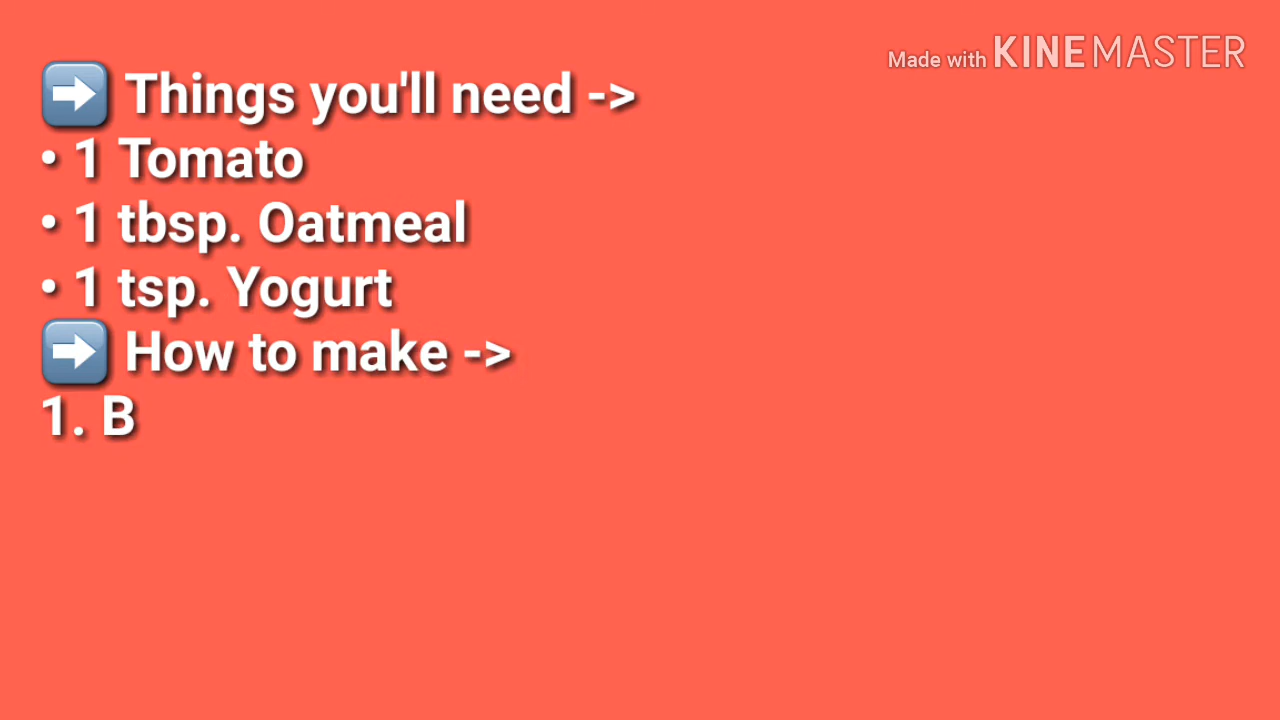 Made with KINEMASTER
➡️ Things you'll need ->
• 1 Tomato
• 1 tbsp. Oatmeal
• 1 tsp. Yogurt
➡️ How to make ->
1. B